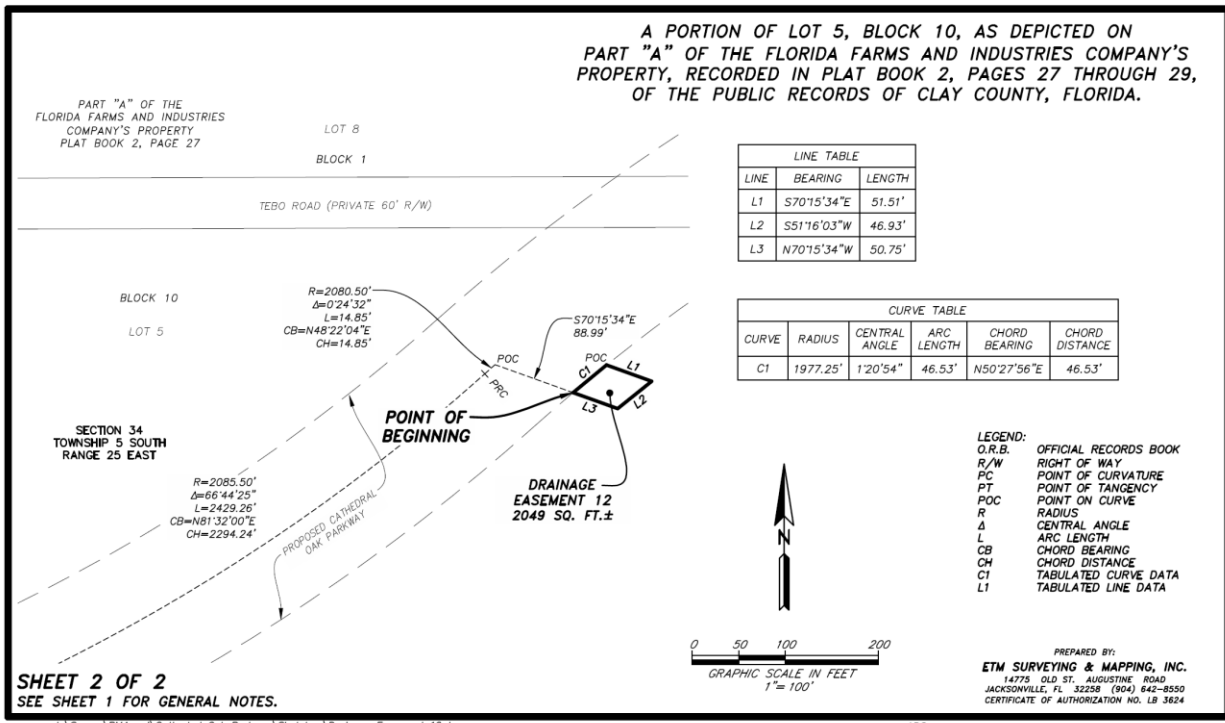 A PORTION OF LOT 5, BLOCK 10, AS DEPICTED ON
PART "A" OF THE FLORIDA FARMS AND INDUSTRIES COMPANY'S
PROPERTY, RECORDED IN PLAT BOOK 2, PAGES 27 THROUGH 29,
OF THE PUBLIC RECORDS OF CLAY COUNTY, FLORIDA.
PART "A" OF THE
FLORIDA FARMS AND INDUSTRIES
COMPANY'S PROPERTY
PLAT BOOK 2, PAGE 27
LOT 8
BLOCK 1
TEBO ROAD (PRIVATE 60' R/W)
LINE TABLE
LINE BEARING LENGTH
L1 S70°15'34"E 51.51'
L2 S51°16'03"W 46.93'
L3 N70°15'34"W 50.75'
BLOCK 10
LOT 5
R=2080.50'
Δ=0°24'32"
L=14.85'
CB=N48°22'04"E
CH=14.85'
S70°15'34"E
88.99'
CURVE TABLE
CURVE RADIUS CENTRAL ANGLE ARC LENGTH CHORD BEARING CHORD DISTANCE
C1 1977.25' 1°20'54" 46.53' N50°27'56"E 46.53'
POC
PRC
POC
C1
L1
L2
L3
POINT OF
BEGINNING
SECTION 34
TOWNSHIP 5 SOUTH
RANGE 25 EAST
R=2085.50'
Δ=66°44'25"
L=2429.26'
CB=N81°32'00"E
CH=2294.24'
PROPOSED CATHEDRAL
OAK PARKWAY
DRAINAGE
EASEMENT 12
2049 SQ. FT.±
N
LEGEND:
O.R.B. OFFICIAL RECORDS BOOK
R/W RIGHT OF WAY
PC POINT OF CURVATURE
PT POINT OF TANGENCY
POC POINT ON CURVE
R RADIUS
Δ CENTRAL ANGLE
L ARC LENGTH
CB CHORD BEARING
CH CHORD DISTANCE
C1 TABULATED CURVE DATA
L1 TABULATED LINE DATA
0 50 100 200
GRAPHIC SCALE IN FEET
1"= 100'
SHEET 2 OF 2
SEE SHEET 1 FOR GENERAL NOTES.
PREPARED BY:
ETM SURVEYING & MAPPING, INC.
14775 OLD ST. AUGUSTINE ROAD
JACKSONVILLE, FL 32258 (904) 642-8550
CERTIFICATE OF AUTHORIZATION NO. LB 3624